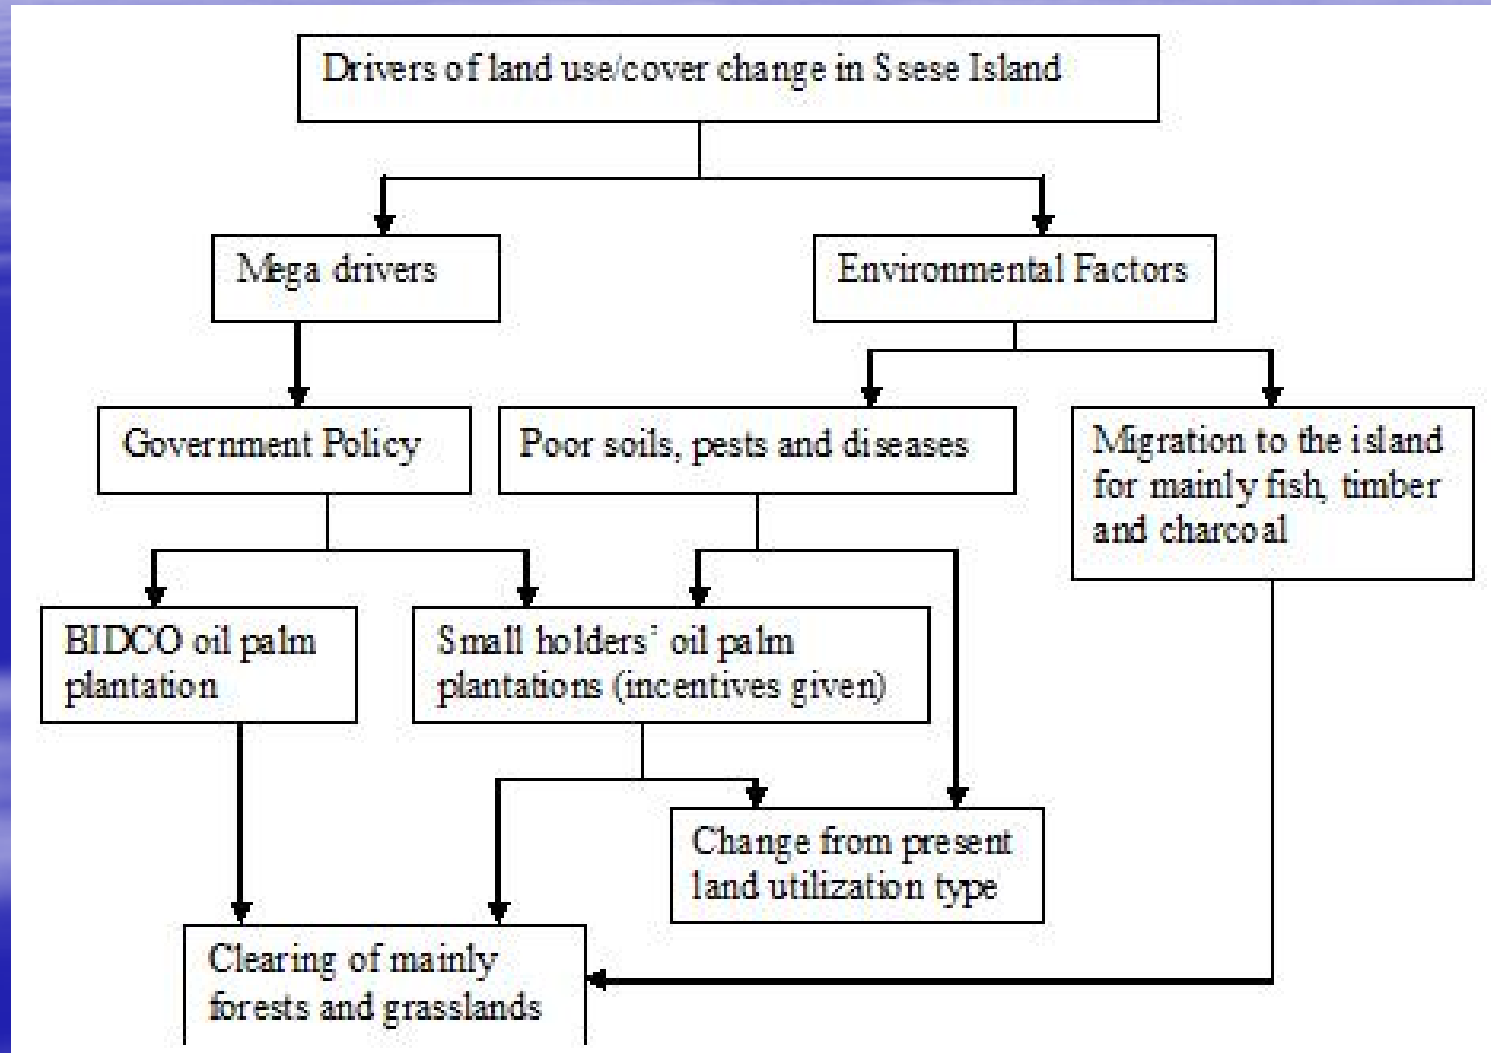 Drivers of land use/cover change in Ssese Island
Mega drivers
Environmental Factors
Government Policy
Poor soils, pests and diseases
Migration to the island
for mainly fish, timber
and charcoal
BIDCO oil palm
plantation
Small holders' oil palm
plantations (incentives given)
Change from present
land utilization type
Clearing of mainly
forests and grasslands